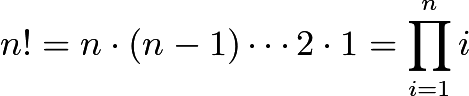 n! = n · (n − 1) ··· 2 · 1 = ∏_{i=1}^{n} i